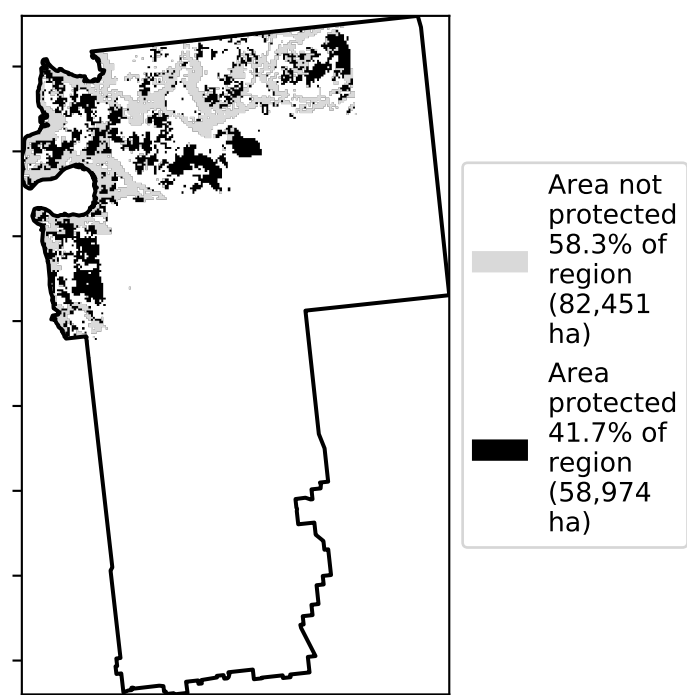 Area not
protected
58.3% of
region
(82,451
ha)
Area
protected
41.7% of
region
(58,974
ha)